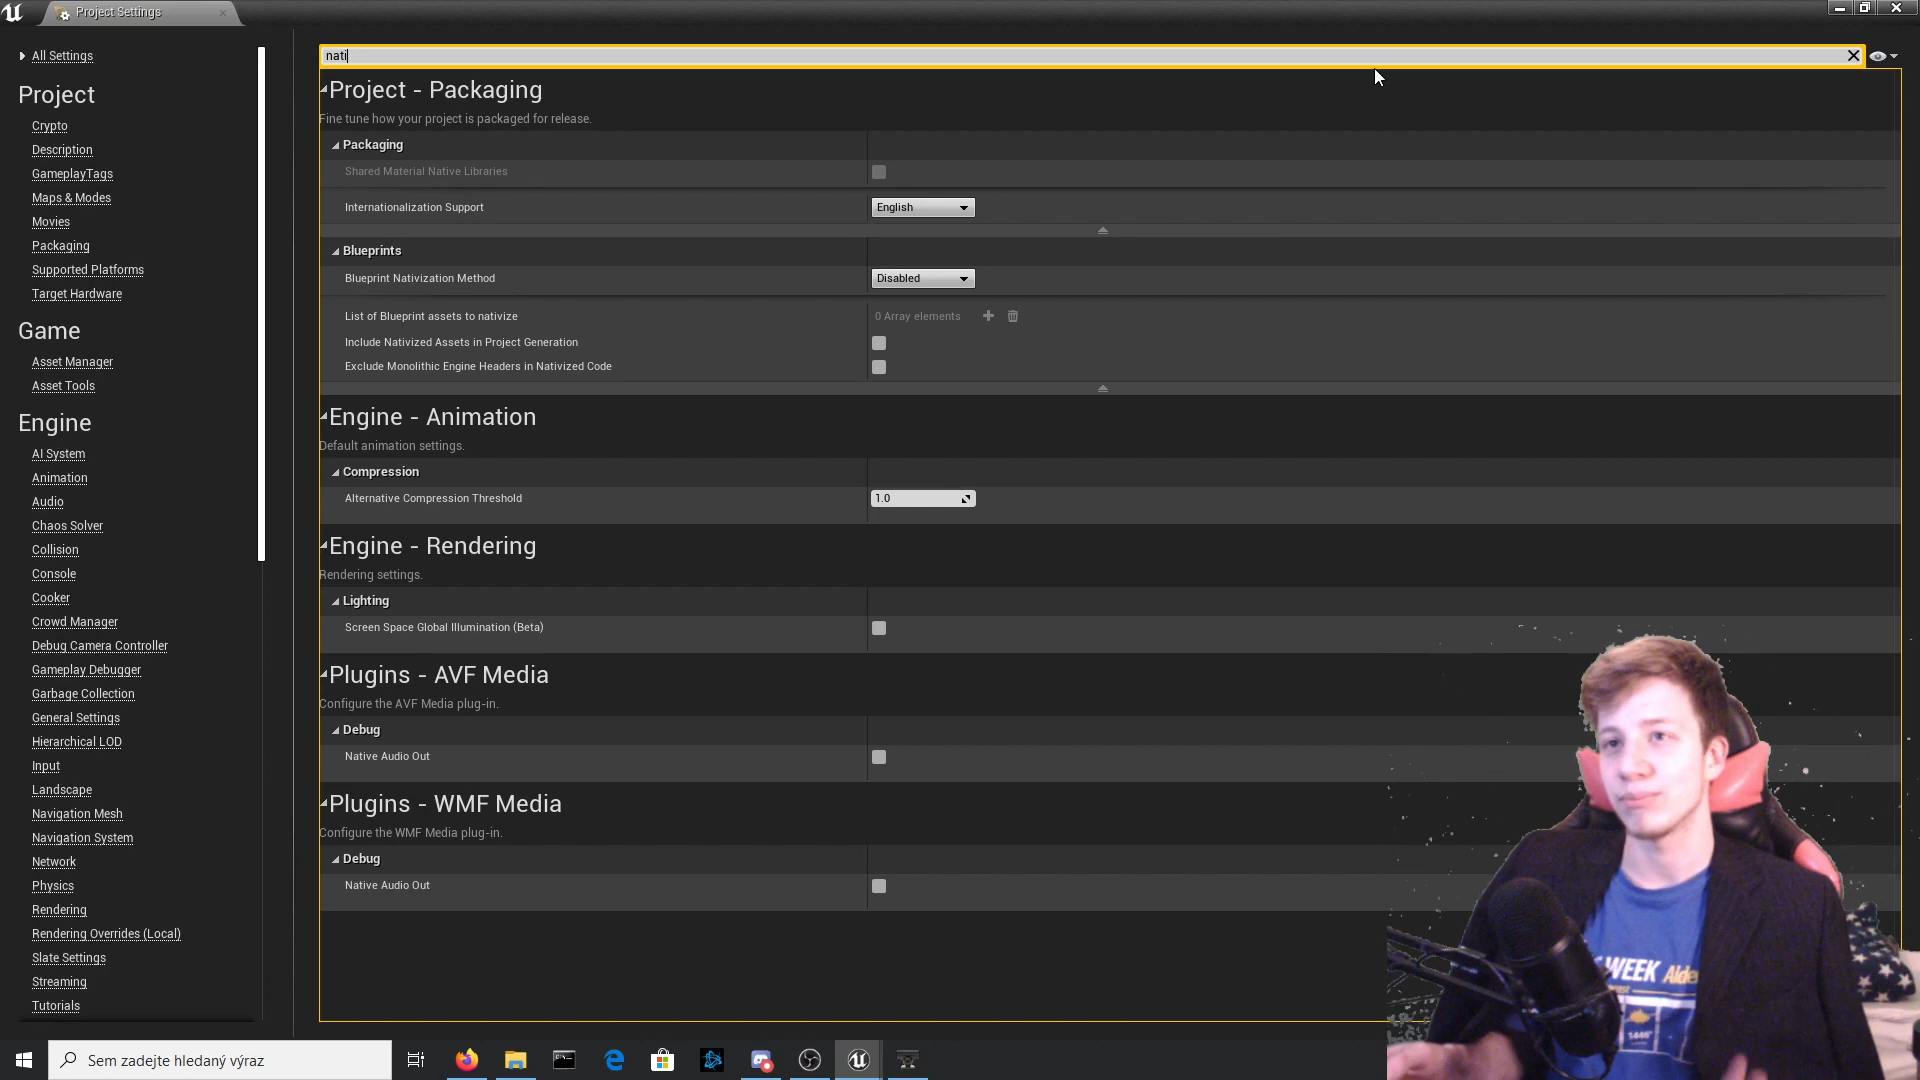 Project Settings
nati
All Settings
Project
Crypto
Description
GameplayTags
Maps & Modes
Movies
Packaging
Supported Platforms
Target Hardware
Game
Asset Manager
Asset Tools
Engine
AI System
Animation
Audio
Chaos Solver
Collision
Console
Cooker
Crowd Manager
Debug Camera Controller
Gameplay Debugger
Garbage Collection
General Settings
Hierarchical LOD
Input
Landscape
Navigation Mesh
Navigation System
Network
Physics
Rendering
Rendering Overrides (Local)
Slate Settings
Streaming
Tutorials
Project - Packaging
Fine tune how your project is packaged for release.
Packaging
Shared Material Native Libraries
Internationalization Support English
Blueprints
Blueprint Nativization Method Disabled
List of Blueprint assets to nativize 0 Array elements
Include Nativized Assets in Project Generation
Exclude Monolithic Engine Headers in Nativized Code
Engine - Animation
Default animation settings.
Compression
Alternative Compression Threshold 1.0
Engine - Rendering
Rendering settings.
Lighting
Screen Space Global Illumination (Beta)
Plugins - AVF Media
Configure the AVF Media plug-in.
Debug
Native Audio Out
Plugins - WMF Media
Configure the WMF Media plug-in.
Debug
Native Audio Out
WEEK
Sem zadejte hledaný výraz